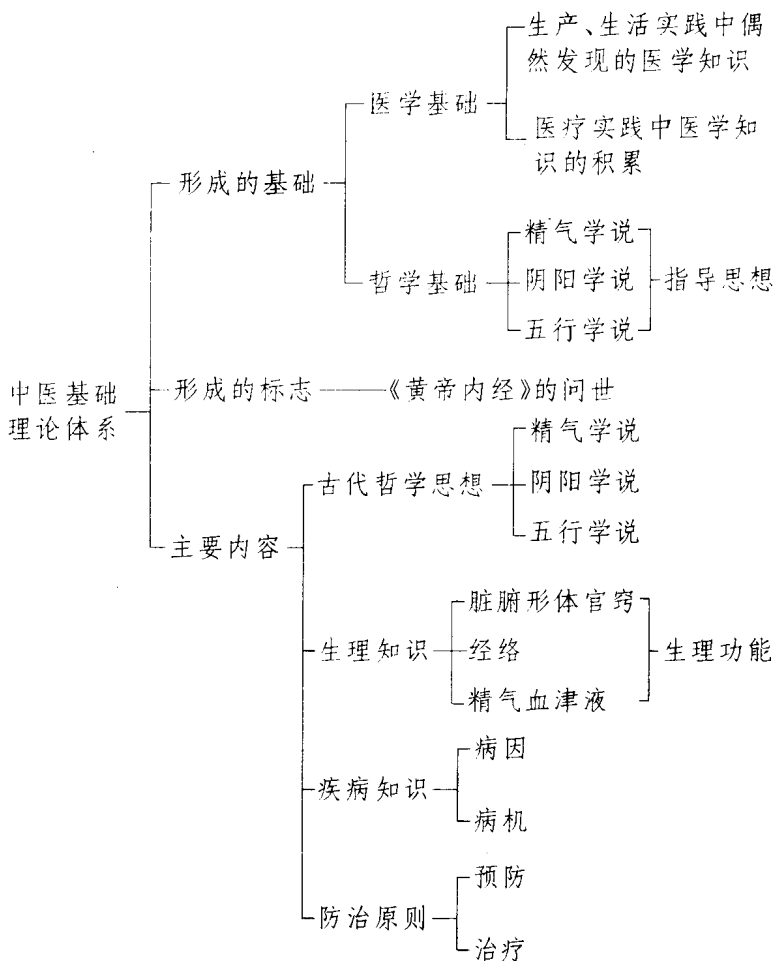 中医基础
理论体系
形成的基础
医学基础
生产、生活实践中偶
然发现的医学知识
医疗实践中医学知
识的积累
哲学基础
精气学说
阴阳学说
五行学说
指导思想
形成的标志
《黄帝内经》的问世
主要内容
古代哲学思想
精气学说
阴阳学说
五行学说
生理知识
脏腑形体官窍
经络
精气血津液
生理功能
疾病知识
病因
病机
防治原则
预防
治疗